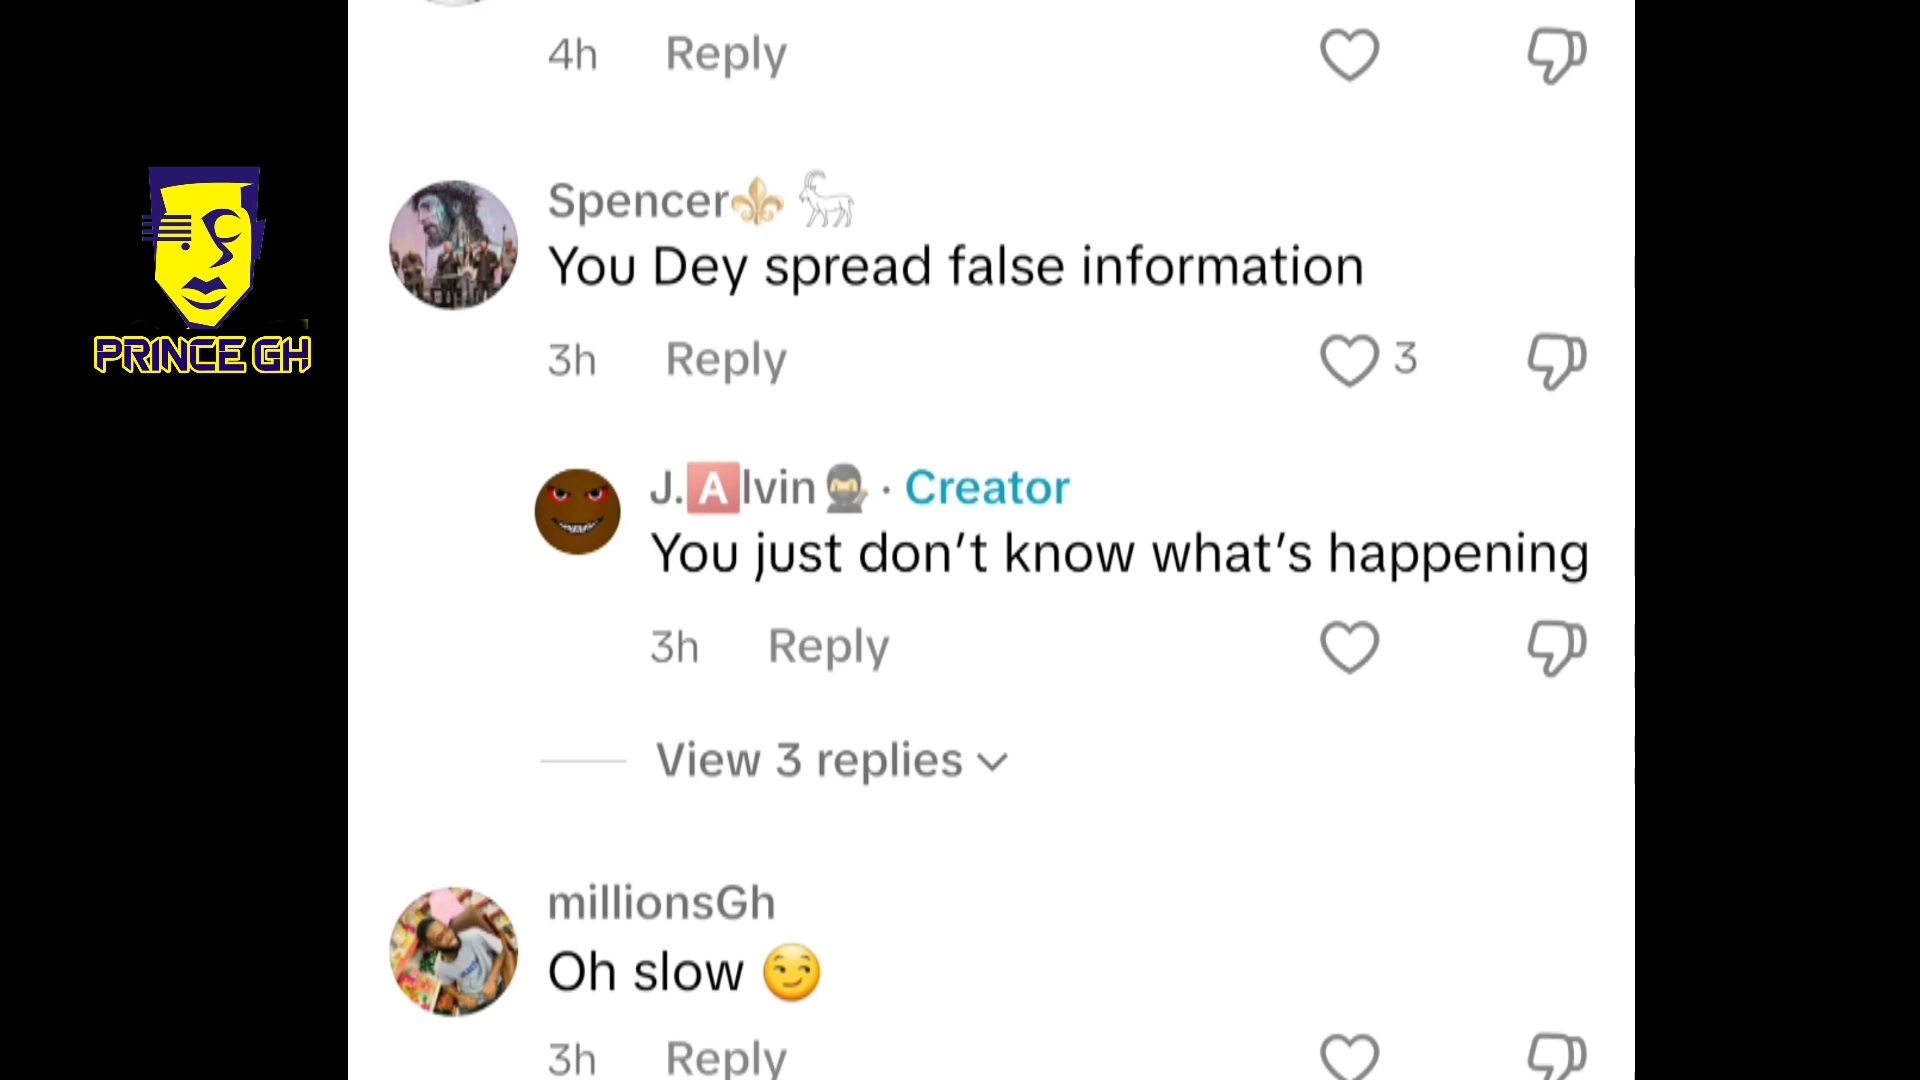 4h Reply
Spencer⚜️ 🐐
You Dey spread false information
3h Reply 3
J.🅰️lvin🥷 · Creator
You just don’t know what’s happening
3h Reply
View 3 replies
millionsGh
Oh slow 😏
3h Reply
PRINCE GH